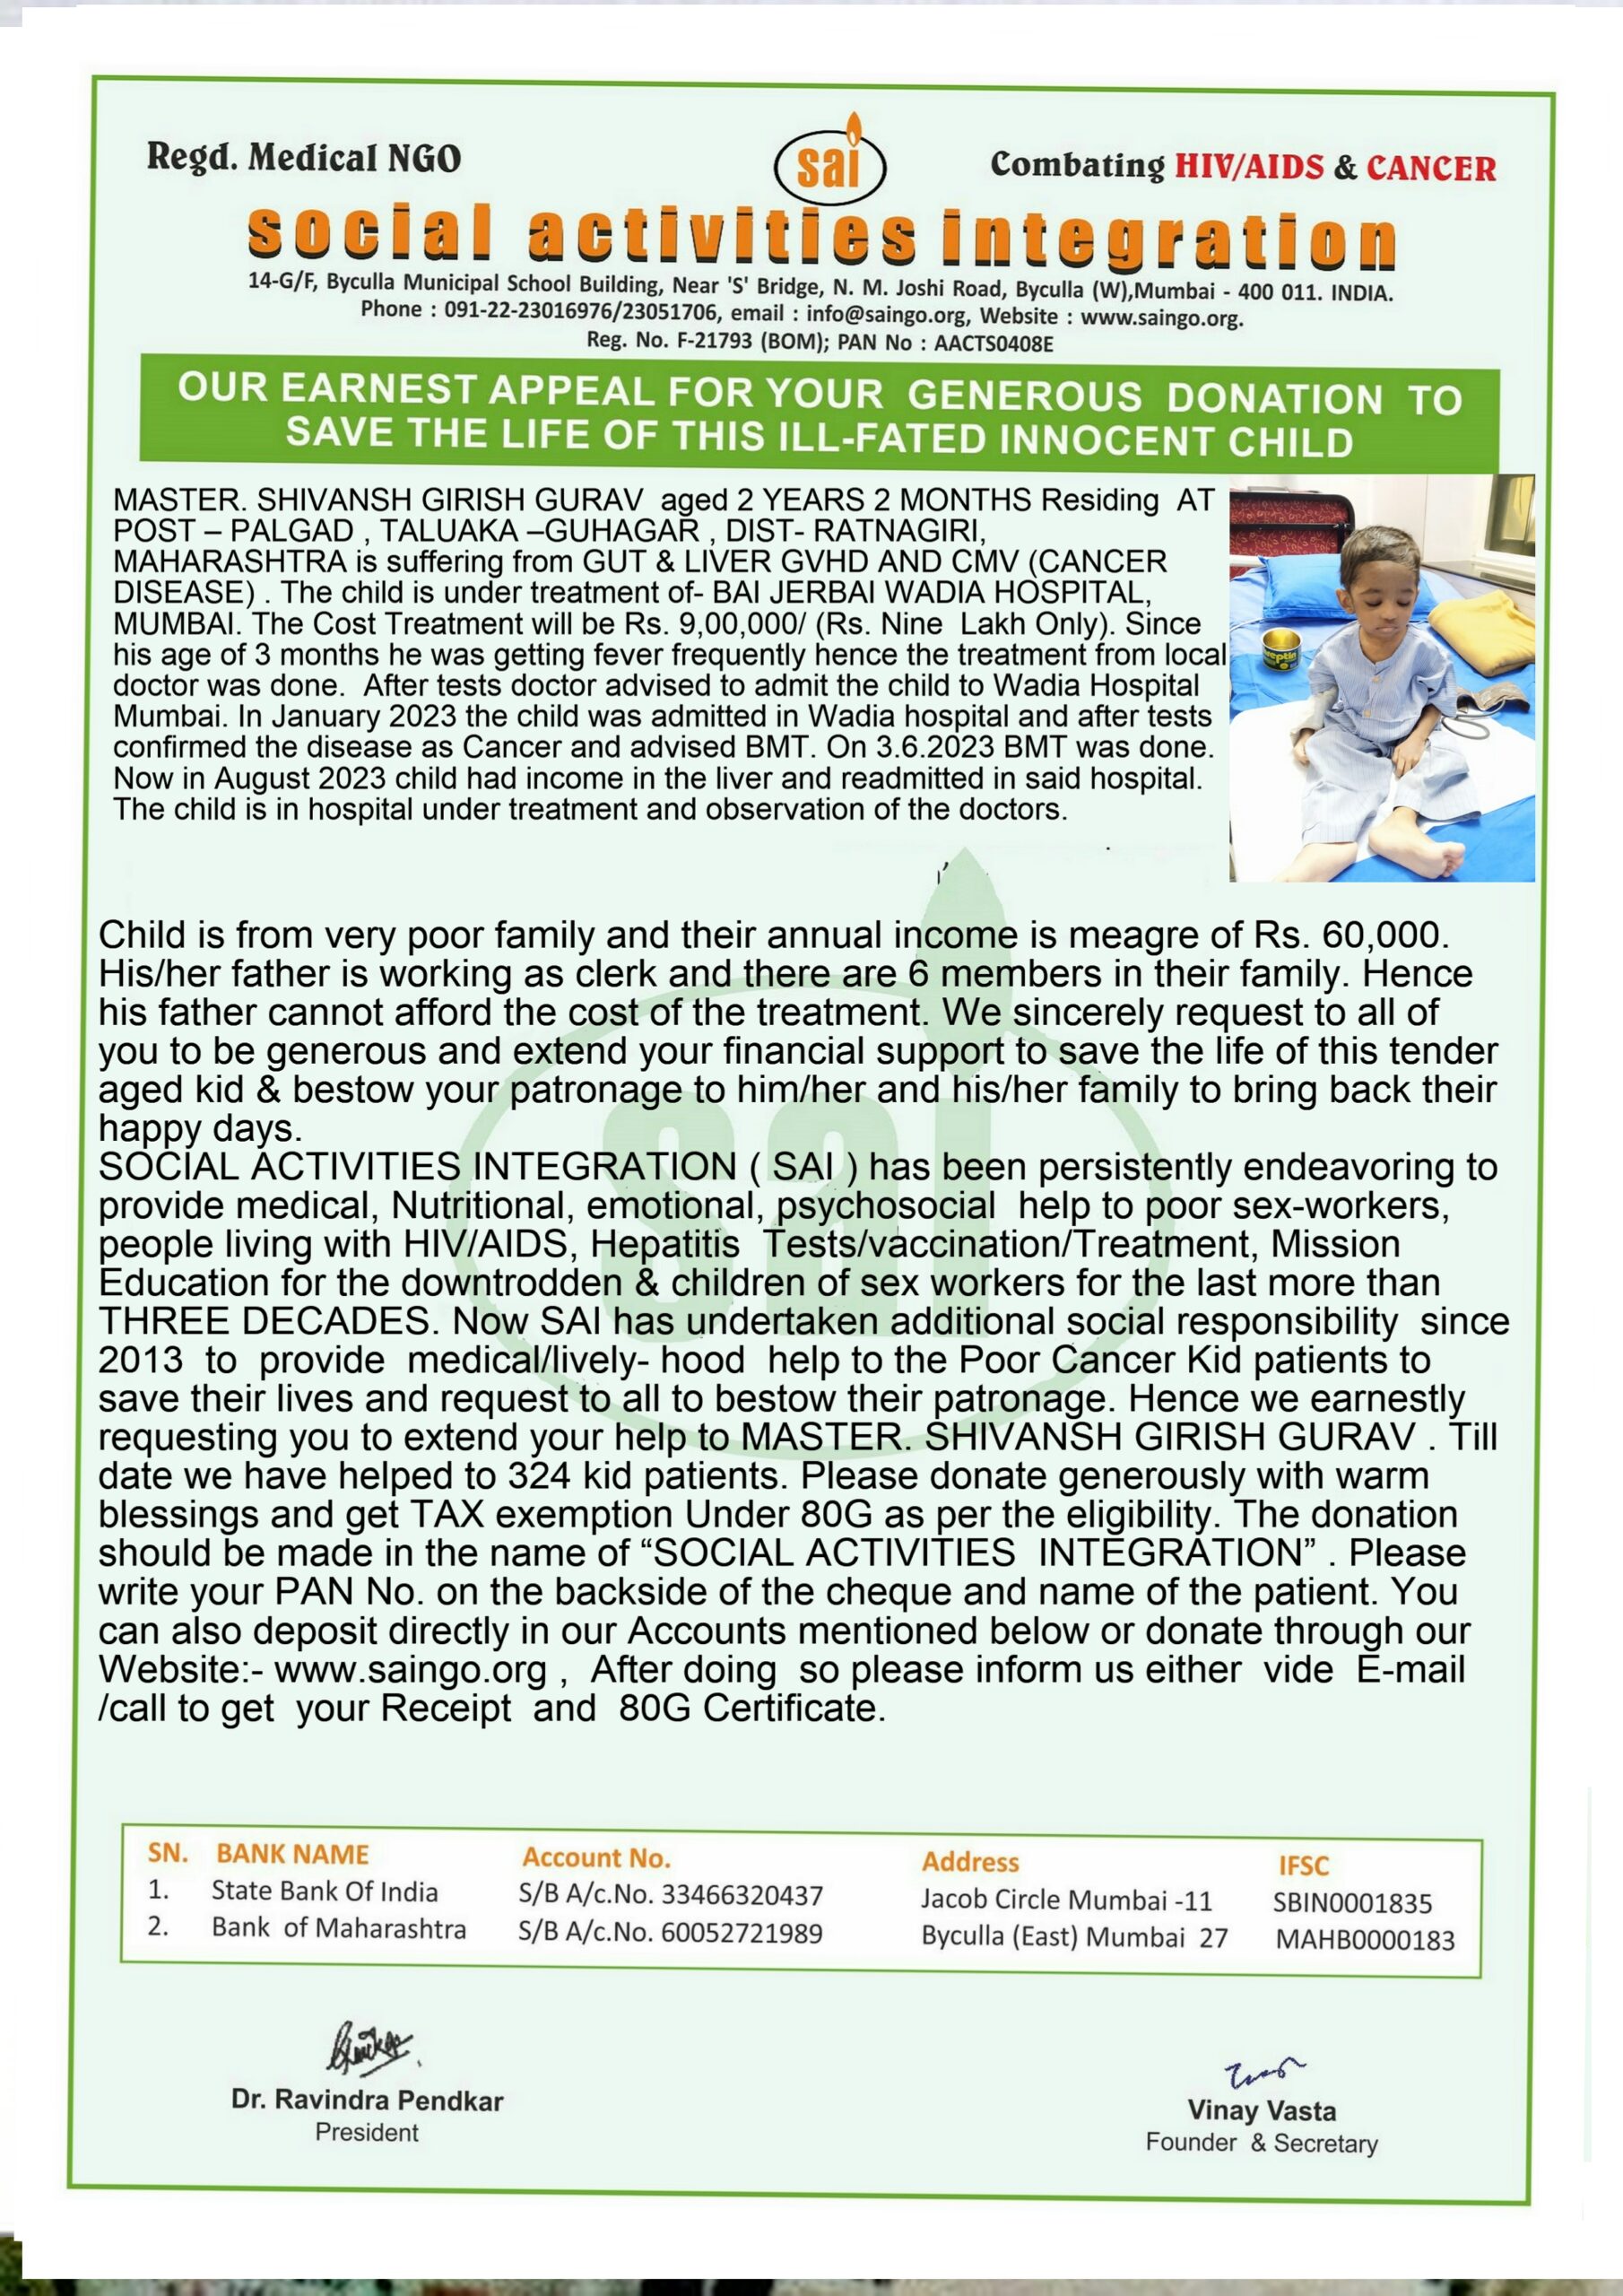 Regd. Medical NGO
sai
Combating HIV/AIDS & CANCER
social activities integration
14-G/F, Byculla Municipal School Building, Near 'S' Bridge, N. M. Joshi Road, Byculla (W),Mumbai - 400 011. INDIA.
Phone : 091-22-23016976/23051706, email : info@saingo.org, Website : www.saingo.org.
Reg. No. F-21793 (BOM); PAN No : AACTS0408E
OUR EARNEST APPEAL FOR YOUR GENEROUS DONATION TO
SAVE THE LIFE OF THIS ILL-FATED INNOCENT CHILD
MASTER. SHIVANSH GIRISH GURAV aged 2 YEARS 2 MONTHS Residing AT
POST – PALGAD , TALUAKA –GUHAGAR , DIST- RATNAGIRI,
MAHARASHTRA is suffering from GUT & LIVER GVHD AND CMV (CANCER
DISEASE) . The child is under treatment of- BAI JERBAI WADIA HOSPITAL,
MUMBAI. The Cost Treatment will be Rs. 9,00,000/ (Rs. Nine Lakh Only). Since
his age of 3 months he was getting fever frequently hence the treatment from local
doctor was done. After tests doctor advised to admit the child to Wadia Hospital
Mumbai. In January 2023 the child was admitted in Wadia hospital and after tests
confirmed the disease as Cancer and advised BMT. On 3.6.2023 BMT was done.
Now in August 2023 child had income in the liver and readmitted in said hospital.
The child is in hospital under treatment and observation of the doctors.
Child is from very poor family and their annual income is meagre of Rs. 60,000.
His/her father is working as clerk and there are 6 members in their family. Hence
his father cannot afford the cost of the treatment. We sincerely request to all of
you to be generous and extend your financial support to save the life of this tender
aged kid & bestow your patronage to him/her and his/her family to bring back their
happy days.
SOCIAL ACTIVITIES INTEGRATION ( SAI ) has been persistently endeavoring to
provide medical, Nutritional, emotional, psychosocial help to poor sex-workers,
people living with HIV/AIDS, Hepatitis Tests/vaccination/Treatment, Mission
Education for the downtrodden & children of sex workers for the last more than
THREE DECADES. Now SAI has undertaken additional social responsibility since
2013 to provide medical/lively- hood help to the Poor Cancer Kid patients to
save their lives and request to all to bestow their patronage. Hence we earnestly
requesting you to extend your help to MASTER. SHIVANSH GIRISH GURAV . Till
date we have helped to 324 kid patients. Please donate generously with warm
blessings and get TAX exemption Under 80G as per the eligibility. The donation
should be made in the name of “SOCIAL ACTIVITIES INTEGRATION” . Please
write your PAN No. on the backside of the cheque and name of the patient. You
can also deposit directly in our Accounts mentioned below or donate through our
Website:- www.saingo.org , After doing so please inform us either vide E-mail
/call to get your Receipt and 80G Certificate.
sai
SN. BANK NAME Account No. Address IFSC
1. State Bank Of India S/B A/c.No. 33466320437 Jacob Circle Mumbai -11 SBIN0001835
2. Bank of Maharashtra S/B A/c.No. 60052721989 Byculla (East) Mumbai 27 MAHB0000183
Dr. Ravindra Pendkar
President
Vinay Vasta
Founder & Secretary